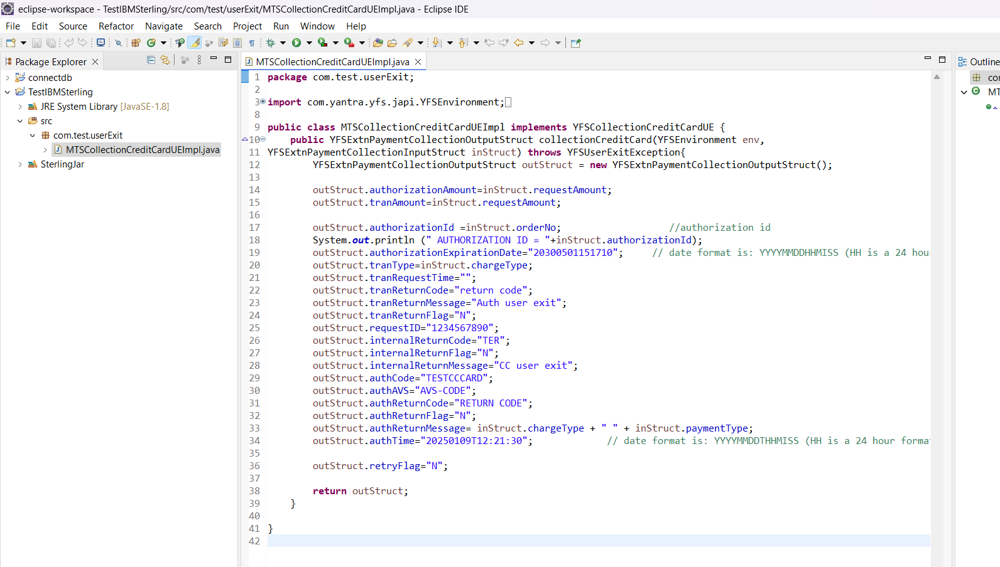 eclipse-workspace - TestIBMSterling/src/com/test/userExit/MTSCollectionCreditCardUEImpl.java - Eclipse IDE
File Edit Source Refactor Navigate Search Project Run Window Help
Package Explorer
connectdb
TestIBMSterling
JRE System Library [JavaSE-1.8]
src
com.test.userExit
MTSCollectionCreditCardUEImpl.java
SterlingJar
MTSCollectionCreditCardUEImpl.java
1 package com.test.userExit;
2
3 import com.yantra.yfs.japi.YFSEnvironment;
8
9 public class MTSCollectionCreditCardUEImpl implements YFSCollectionCreditCardUE {
10 public YFSExtnPaymentCollectionOutputStruct collectionCreditCard(YFSEnvironment env,
11 YFSExtnPaymentCollectionInputStruct inStruct) throws YFSUserExitException{
12 YFSExtnPaymentCollectionOutputStruct outStruct = new YFSExtnPaymentCollectionOutputStruct();
13
14 outStruct.authorizationAmount=inStruct.requestAmount;
15 outStruct.tranAmount=inStruct.requestAmount;
16
17 outStruct.authorizationId =inStruct.orderNo; //authorization id
18 System.out.println (" AUTHORIZATION ID = "+inStruct.authorizationId);
19 outStruct.authorizationExpirationDate="20300501151710"; // date format is: YYYYMMDDHHMISS (HH is a 24 hou
20 outStruct.tranType=inStruct.chargeType;
21 outStruct.tranRequestTime="";
22 outStruct.tranReturnCode="return code";
23 outStruct.tranReturnMessage="Auth user exit";
24 outStruct.tranReturnFlag="N";
25 outStruct.requestID="1234567890";
26 outStruct.internalReturnCode="TER";
27 outStruct.internalReturnFlag="N";
28 outStruct.internalReturnMessage="CC user exit";
29 outStruct.authCode="TESTCCCARD";
30 outStruct.authAVS="AVS-CODE";
31 outStruct.authReturnCode="RETURN CODE";
32 outStruct.authReturnFlag="N";
33 outStruct.authReturnMessage= inStruct.chargeType + " " + inStruct.paymentType;
34 outStruct.authTime="20250109T12:21:30"; // date format is: YYYYMMDDTHHMISS (HH is a 24 hour forma
35
36 outStruct.retryFlag="N";
37
38 return outStruct;
39 }
40
41 }
42
Outline
co
MT